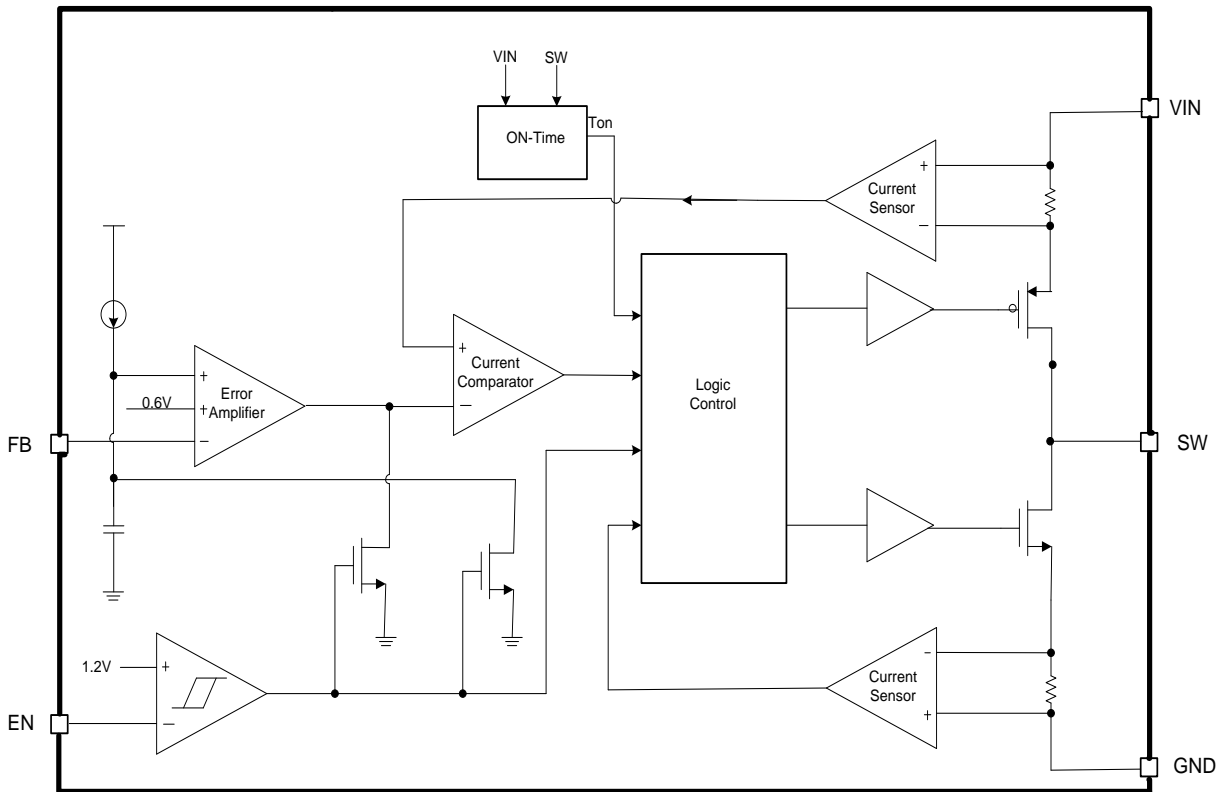 VIN
SW
ON-Time
Ton
VIN
+
Current
Sensor
−
+
Current
Comparator
−
Logic
Control
+
Error
Amplifier
0.6V
+
−
FB
SW
1.2V
+
−
EN
-
Current
Sensor
+
GND